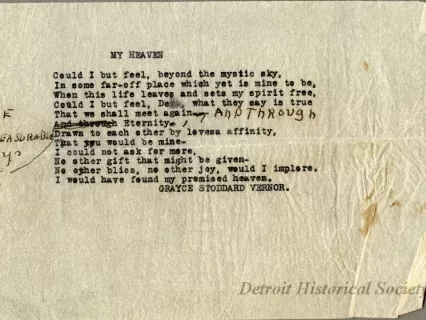 MY HEAVEN
Could I but feel, beyond the mystic sky,
In some far-off place which yet is mine to be,
When this life leaves and sets my spirit free,
Could I but feel, what they say is true
That we shall meet again- AND THROUGH
And through Eternity-,
Drawn to each other by loves affinity,
That you would be mine-
I could not ask for more,
No other gift that might be given-
No other bliss, no other joy, would I implore.
I would have found my promised heaven.
GRAYCE STODDARD VERNOR.
Detroit Historical Society